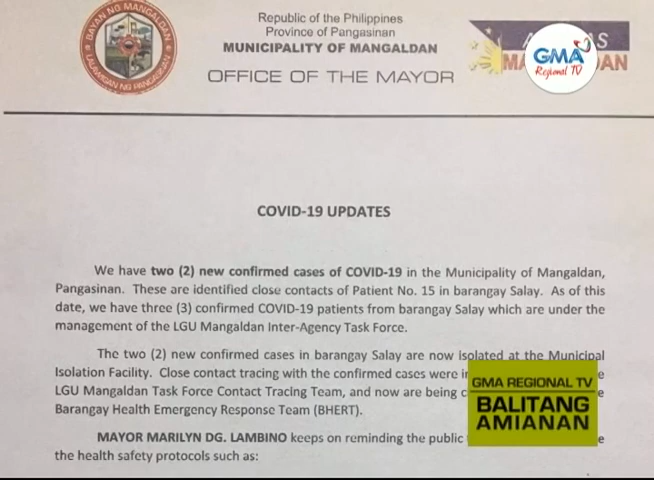 BAYAN NG MANGALDAN
LALAWIGAN NG PANGASINAN
Republic of the Philippines
Province of Pangasinan
MUNICIPALITY OF MANGALDAN
OFFICE OF THE MAYOR
GMA
Regional TV
COVID-19 UPDATES
We have two (2) new confirmed cases of COVID-19 in the Municipality of Mangaldan,
Pangasinan. These are identified close contacts of Patient No. 15 in barangay Salay. As of this
date, we have three (3) confirmed COVID-19 patients from barangay Salay which are under the
management of the LGU Mangaldan Inter-Agency Task Force.
The two (2) new confirmed cases in barangay Salay are now isolated at the Municipal
Isolation Facility. Close contact tracing with the confirmed cases were
LGU Mangaldan Task Force Contact Tracing Team, and now are being
Barangay Health Emergency Response Team (BHERT).
MAYOR MARILYN DG. LAMBINO keeps on reminding the public
the health safety protocols such as:
GMA REGIONAL TV
BALITANG
AMIANAN